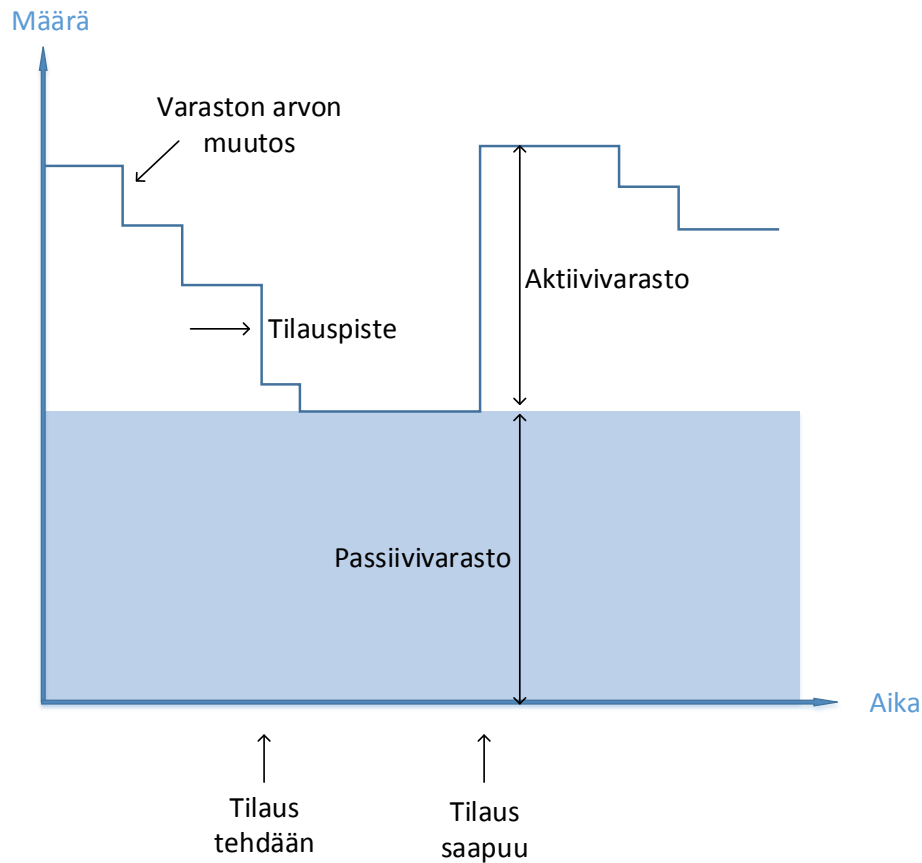 Määrä
Varaston arvon
muutos
Aktiivivarasto
Tilauspiste
Passiivivarasto
Aika
Tilaus
tehdään
Tilaus
saapuu